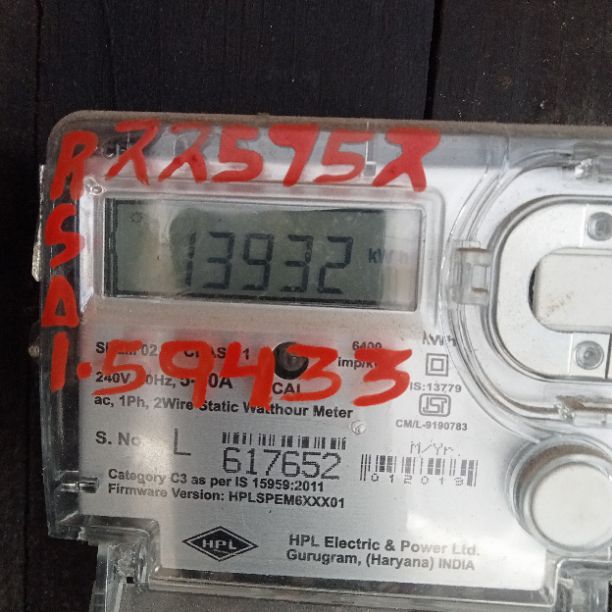 13932 kWh
6400
imp/k
kWh
240V
CAL
IS:13779
ac, 1Ph, 2Wire Static Watthour Meter
CM/L-9190783
1.59433
S. No. L 617652
M/Yr.
012019
Category C3 as per IS 15959:2011
Firmware Version: HPLSPEM6XXX01
HPL
HPL Electric & Power Ltd.
Gurugram, (Haryana) INDIA